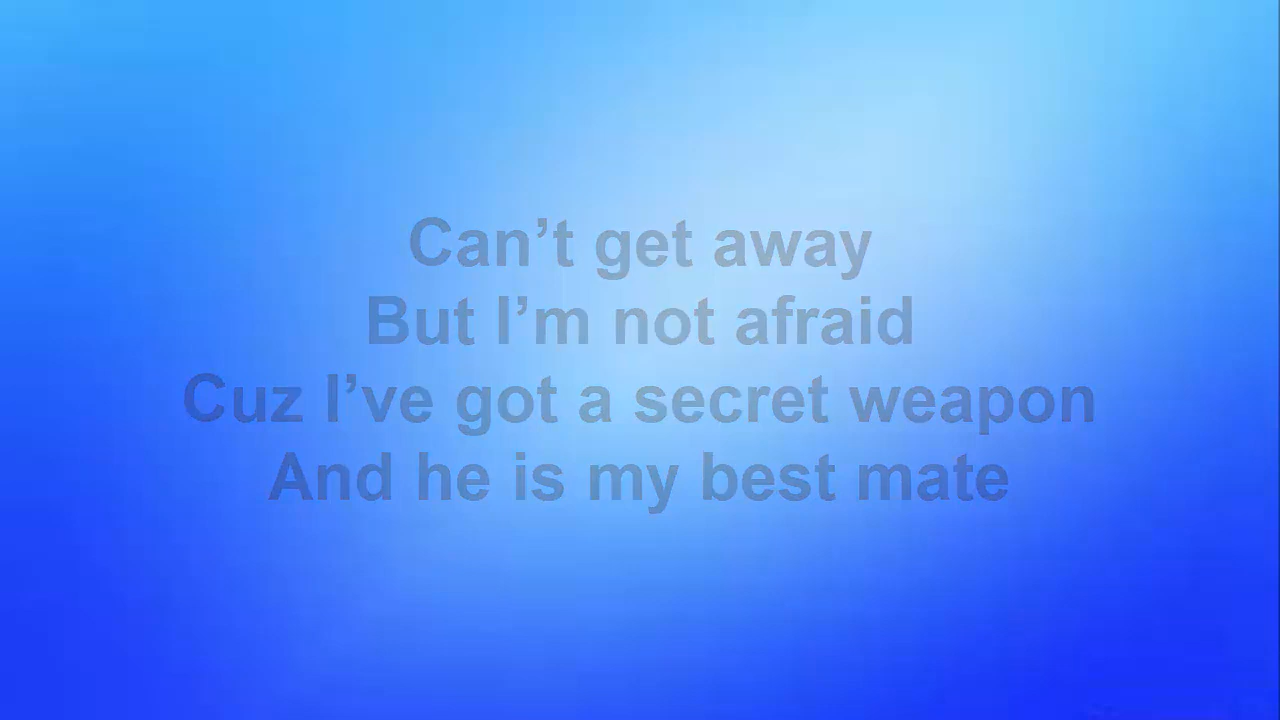 Can’t get away
But I’m not afraid
Cuz I’ve got a secret weapon
And he is my best mate